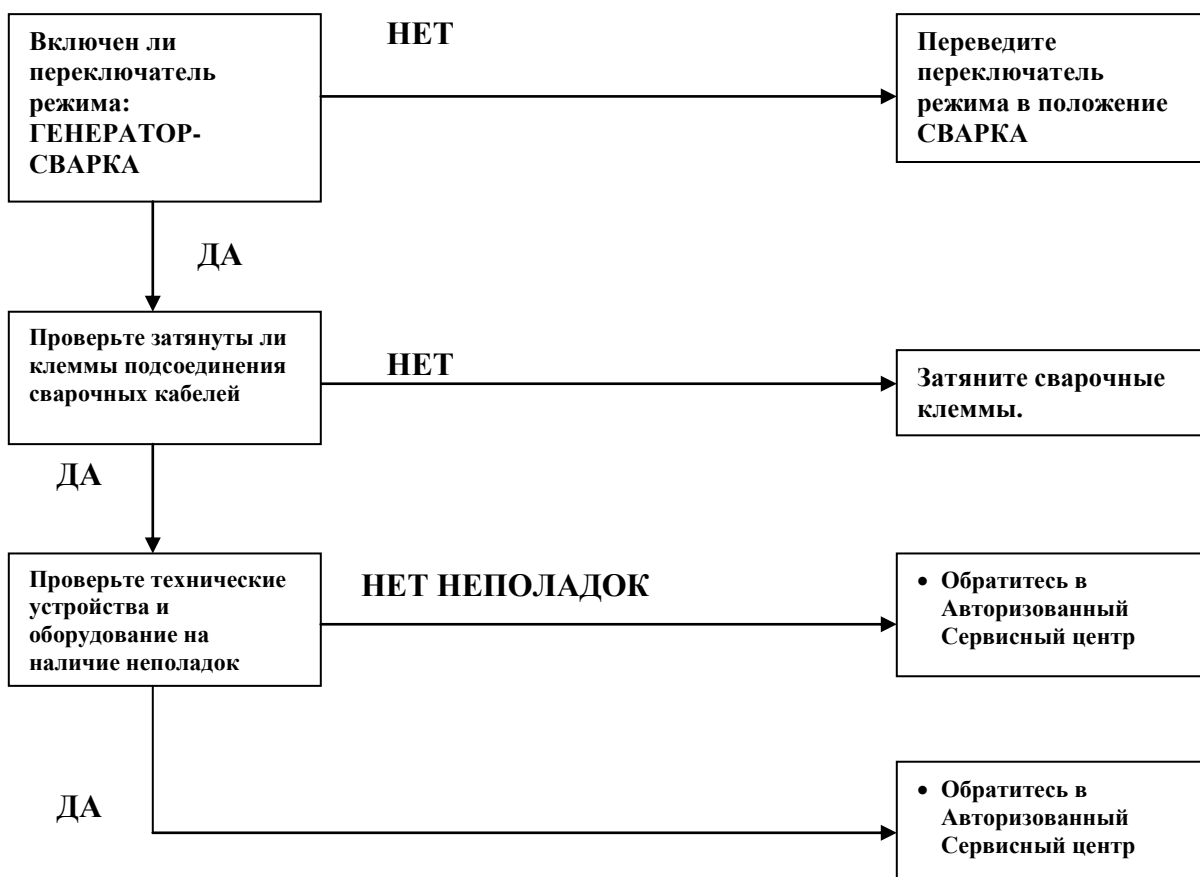 Включен ли
переключатель
режима:
ГЕНЕРАТОР-
СВАРКА
НЕТ
Переведите
переключатель
режима в положение
СВАРКА
ДА
Проверьте затянуты ли
клеммы подсоединения
сварочных кабелей
НЕТ
Затяните сварочные
клеммы.
ДА
Проверьте технические
устройства и
оборудование на
наличие неполадок
НЕТ НЕПОЛАДОК
• Обратитесь в
Авторизованный
Сервисный центр
ДА
• Обратитесь в
Авторизованный
Сервисный центр